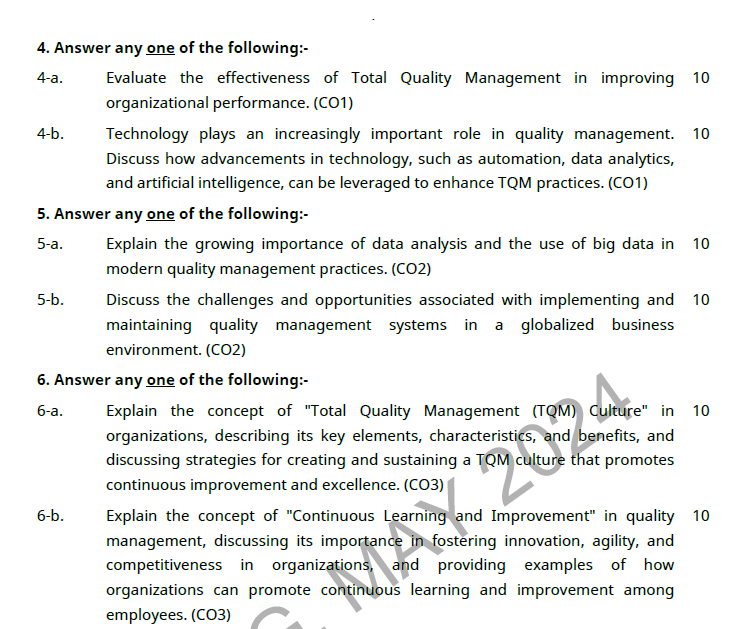 4. Answer any one of the following:-
4-a. Evaluate the effectiveness of Total Quality Management in improving 10
organizational performance. (CO1)
4-b. Technology plays an increasingly important role in quality management. 10
Discuss how advancements in technology, such as automation, data analytics,
and artificial intelligence, can be leveraged to enhance TQM practices. (CO1)
5. Answer any one of the following:-
5-a. Explain the growing importance of data analysis and the use of big data in 10
modern quality management practices. (CO2)
5-b. Discuss the challenges and opportunities associated with implementing and 10
maintaining quality management systems in a globalized business
environment. (CO2)
6. Answer any one of the following:-
6-a. Explain the concept of "Total Quality Management (TQM) Culture" in 10
organizations, describing its key elements, characteristics, and benefits, and
discussing strategies for creating and sustaining a TQM culture that promotes
continuous improvement and excellence. (CO3)
6-b. Explain the concept of "Continuous Learning and Improvement" in quality 10
management, discussing its importance in fostering innovation, agility, and
competitiveness in organizations, and providing examples of how
organizations can promote continuous learning and improvement among
employees. (CO3)
G. MAY 2024